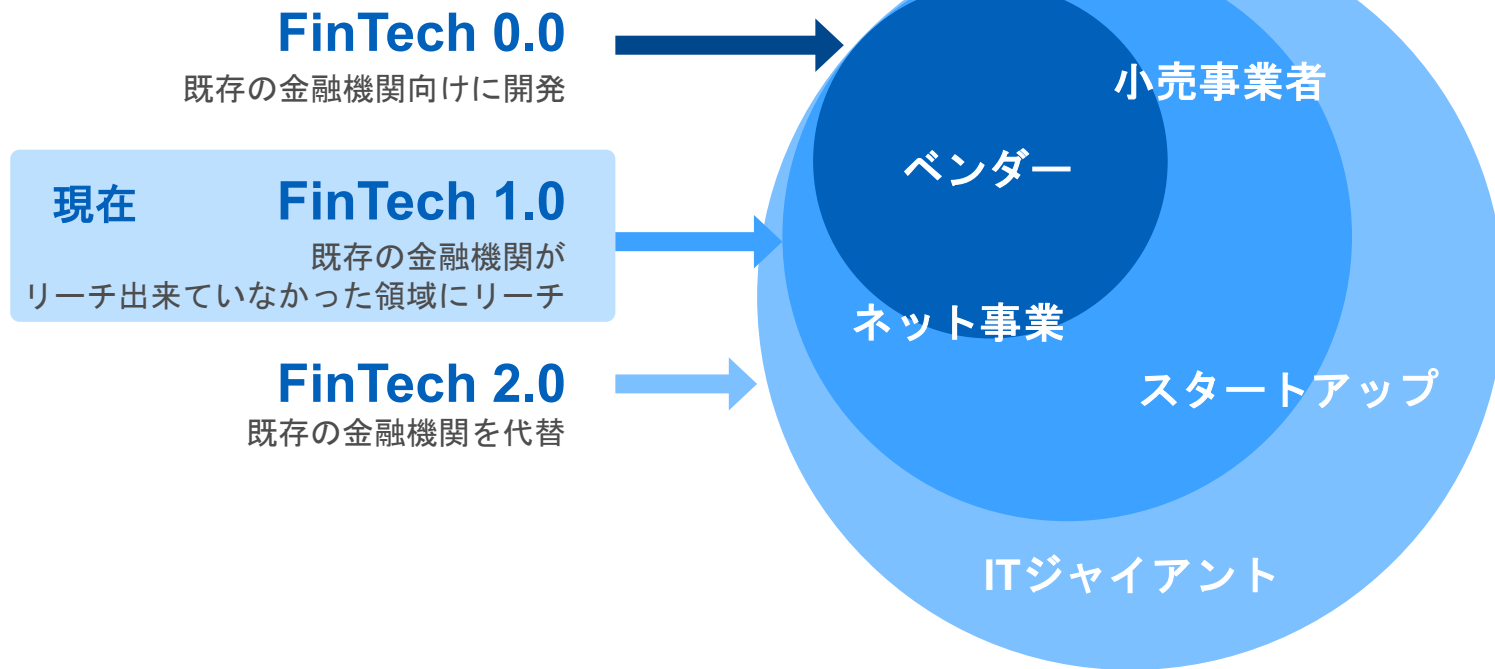 FinTech 0.0
既存の金融機関向けに開発
現在
FinTech 1.0
既存の金融機関が
リーチ出来ていなかった領域にリーチ
FinTech 2.0
既存の金融機関を代替
小売事業者
ベンダー
ネット事業
スタートアップ
ITジャイアント